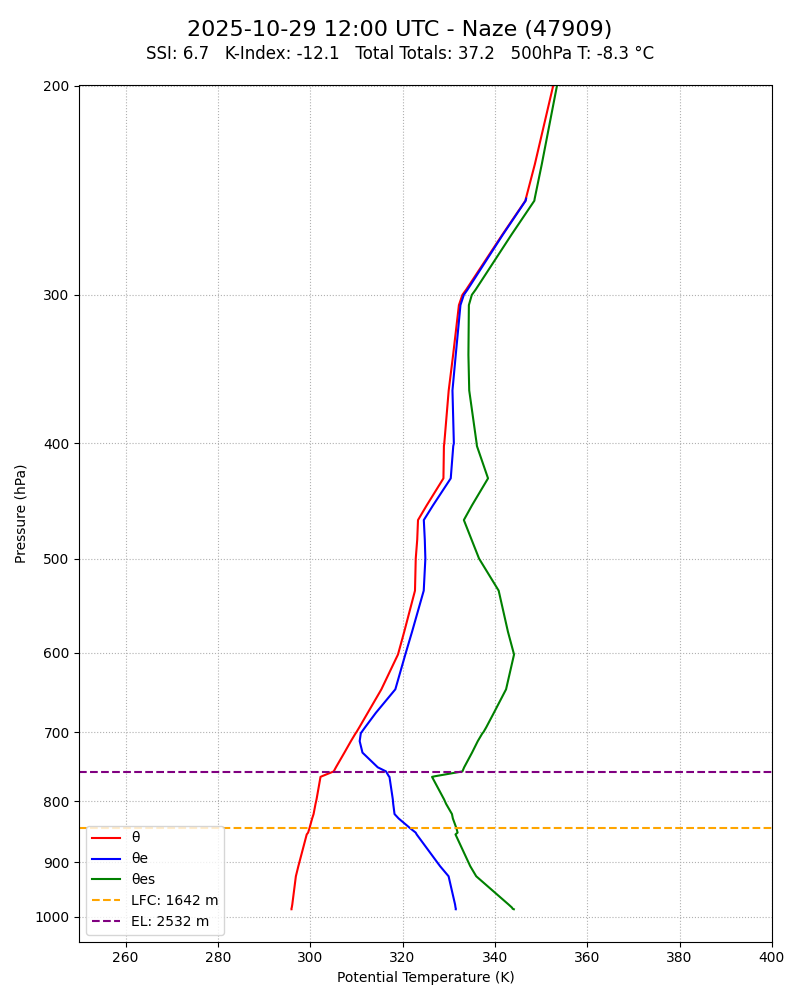 2025-10-29 12:00 UTC - Naze (47909)
SSI: 6.7   K-Index: -12.1   Total Totals: 37.2   500hPa T: -8.3 °C
200
300
400
500
600
700
800
900
1000
Pressure (hPa)
θ
θe
θes
LFC: 1642 m
EL: 2532 m
260 280 300 320 340 360 380 400
Potential Temperature (K)